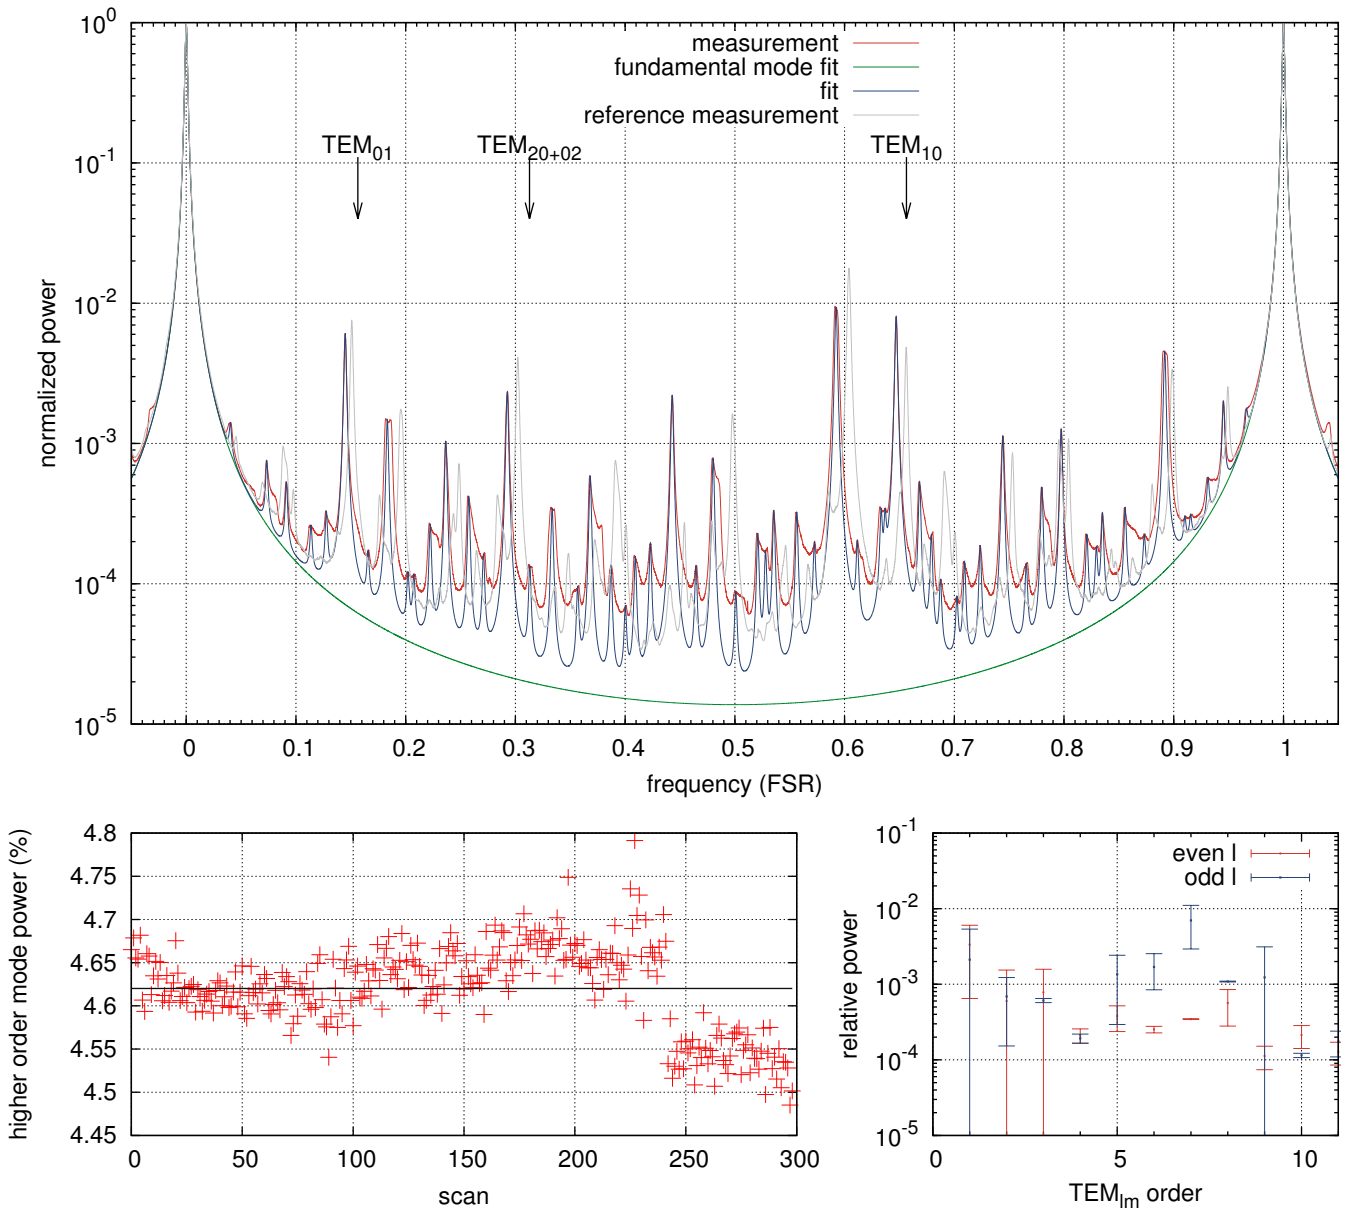 measurement
fundamental mode fit
fit
reference measurement
TEM01 TEM20+02 TEM10
normalized power
10^0
10^-1
10^-2
10^-3
10^-4
10^-5
0 0.1 0.2 0.3 0.4 0.5 0.6 0.7 0.8 0.9 1
frequency (FSR)
higher order mode power (%)
4.8
4.75
4.7
4.65
4.6
4.55
4.5
4.45
0 50 100 150 200 250 300
scan
relative power
10^-1
10^-2
10^-3
10^-4
10^-5
even l
odd l
0 5 10
TEMlm order